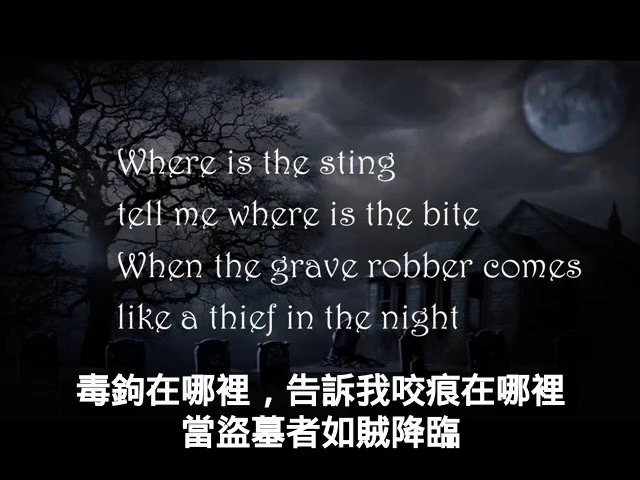 Where is the sting
tell me where is the bite
When the grave robber comes
like a thief in the night
毒鉤在哪裡，告訴我咬痕在哪裡
當盜墓者如賊降臨